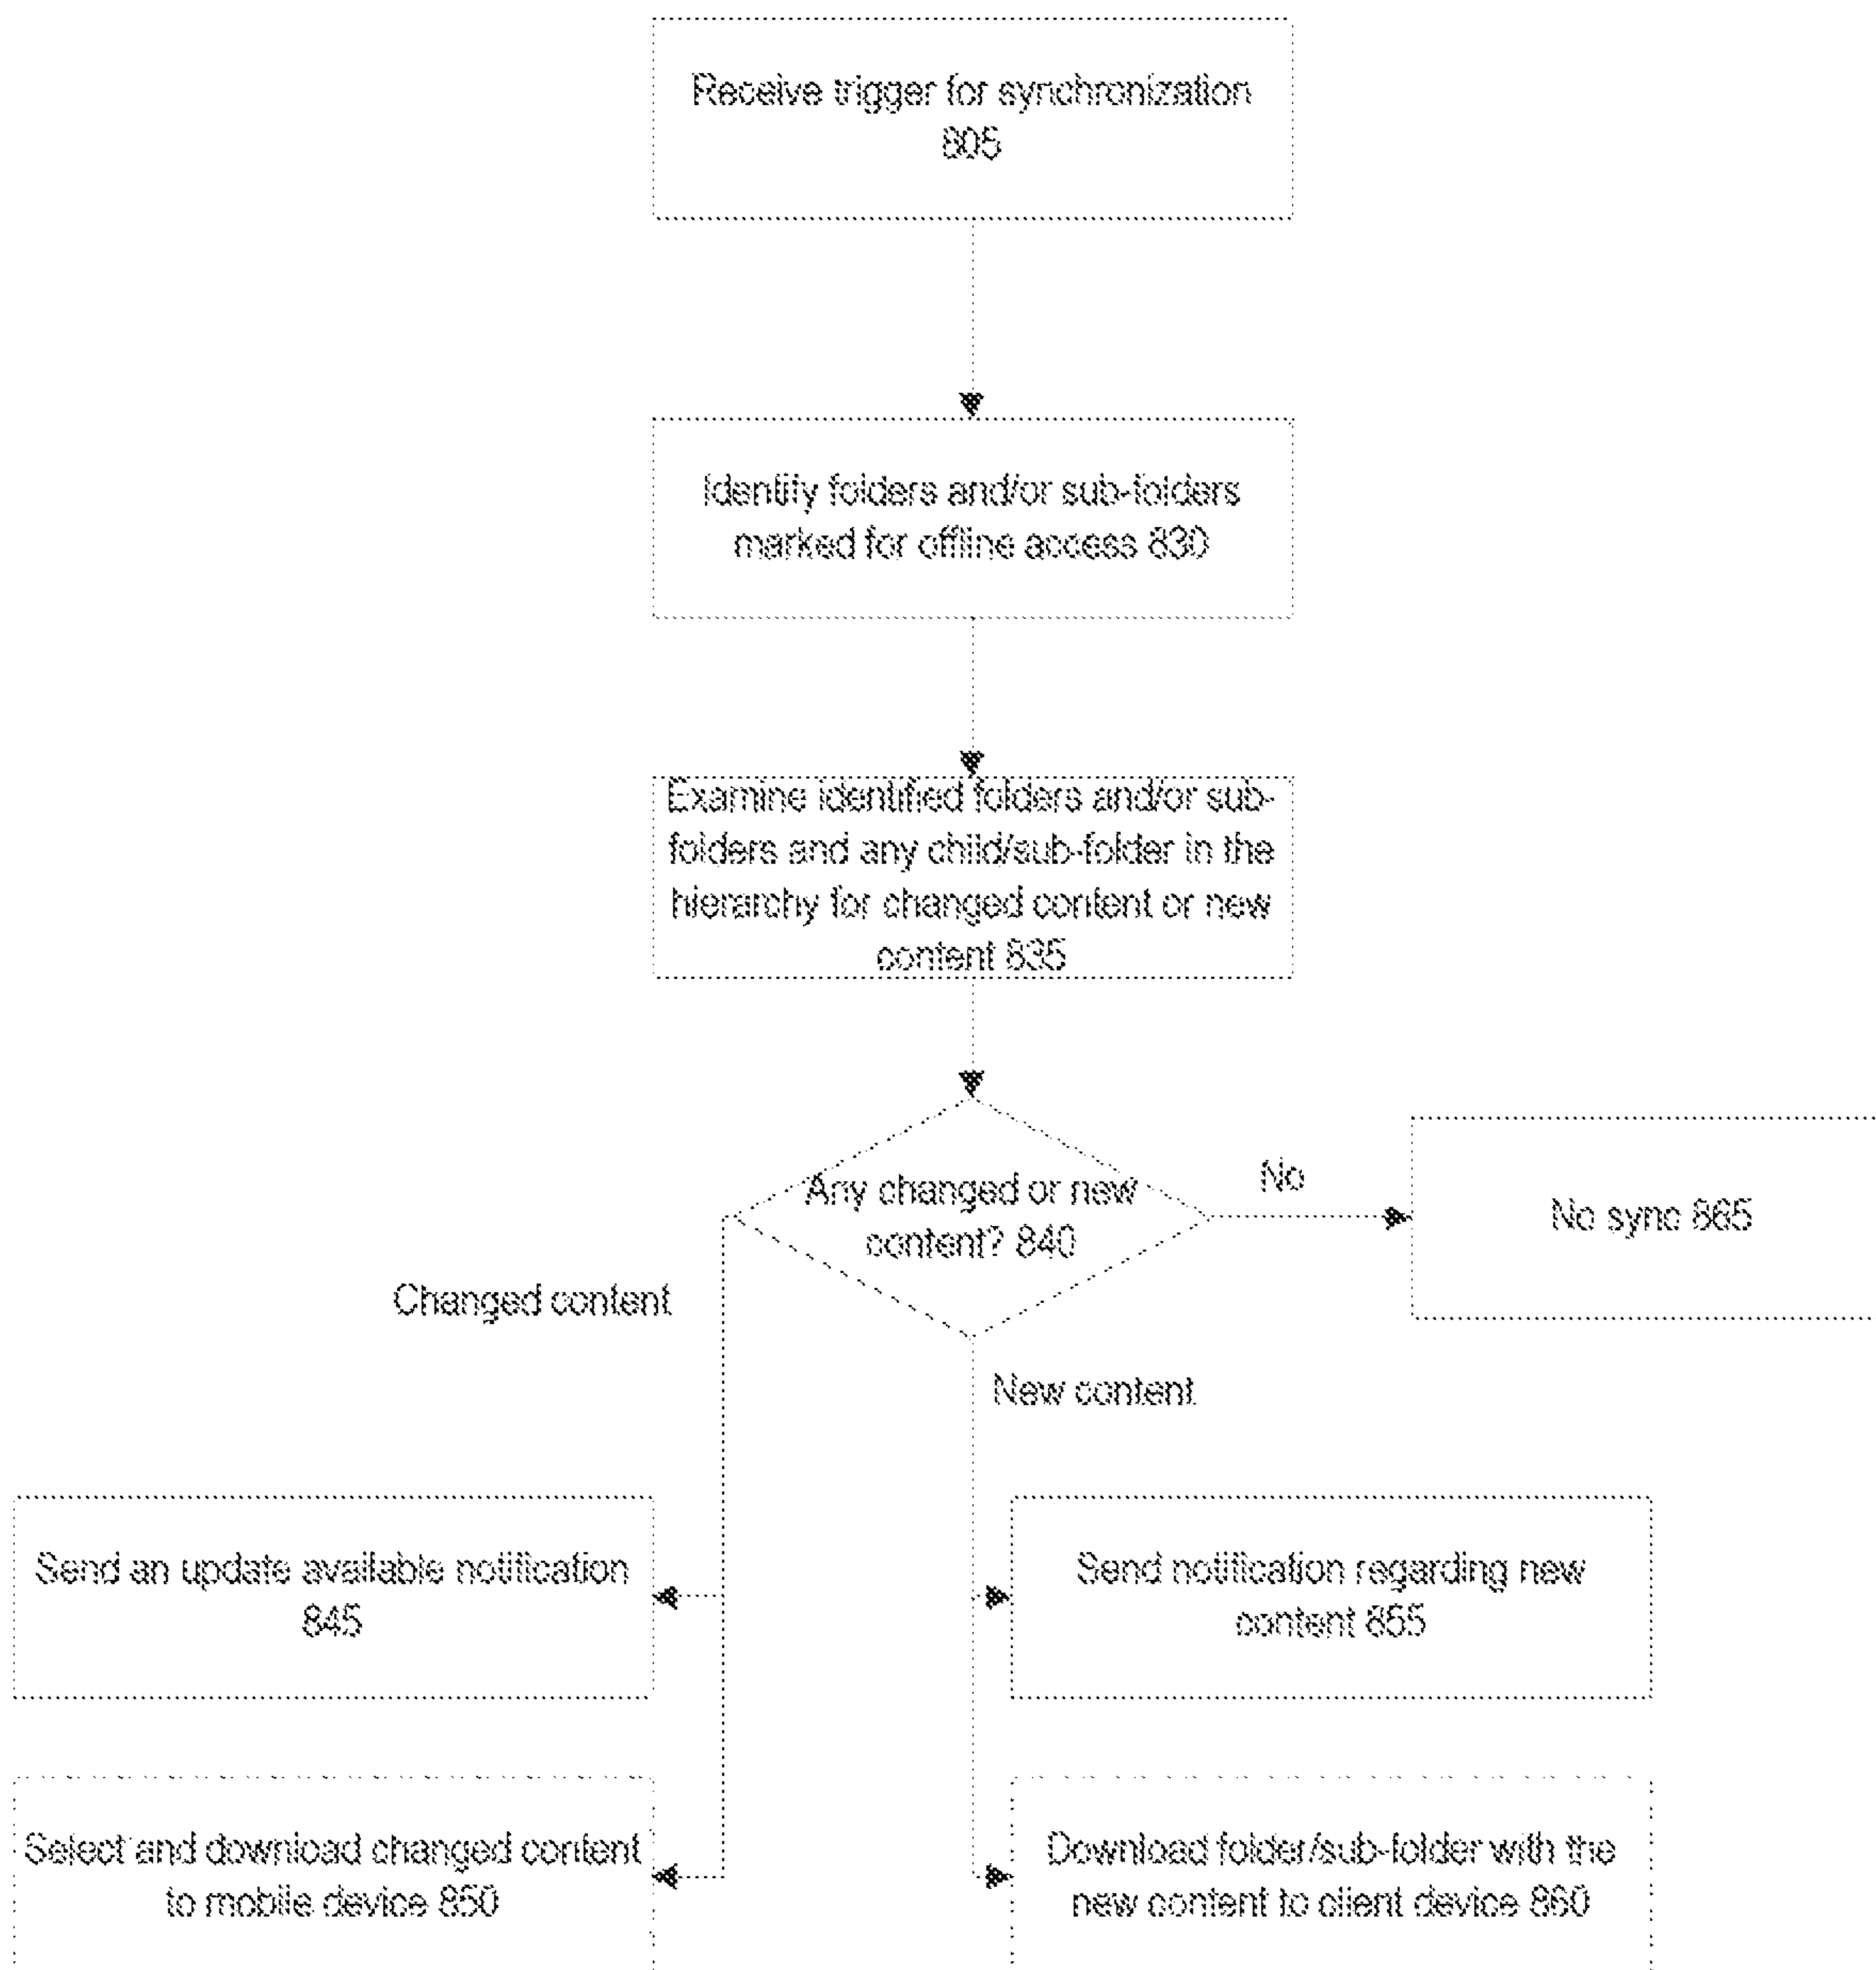 Receive trigger for synchronization
805
Identify folders and/or sub-folders
marked for offline access 830
Examine identified folders and/or sub-
folders and any child/sub-folder in the
hierarchy for changed content or new
content 835
Any changed or new
content? 840
No
No sync 865
Changed content
New content
Send an update available notification
845
Send notification regarding new
content 855
Select and download changed content
to mobile device 850
Download folder/sub-folder with the
new content to client device 860